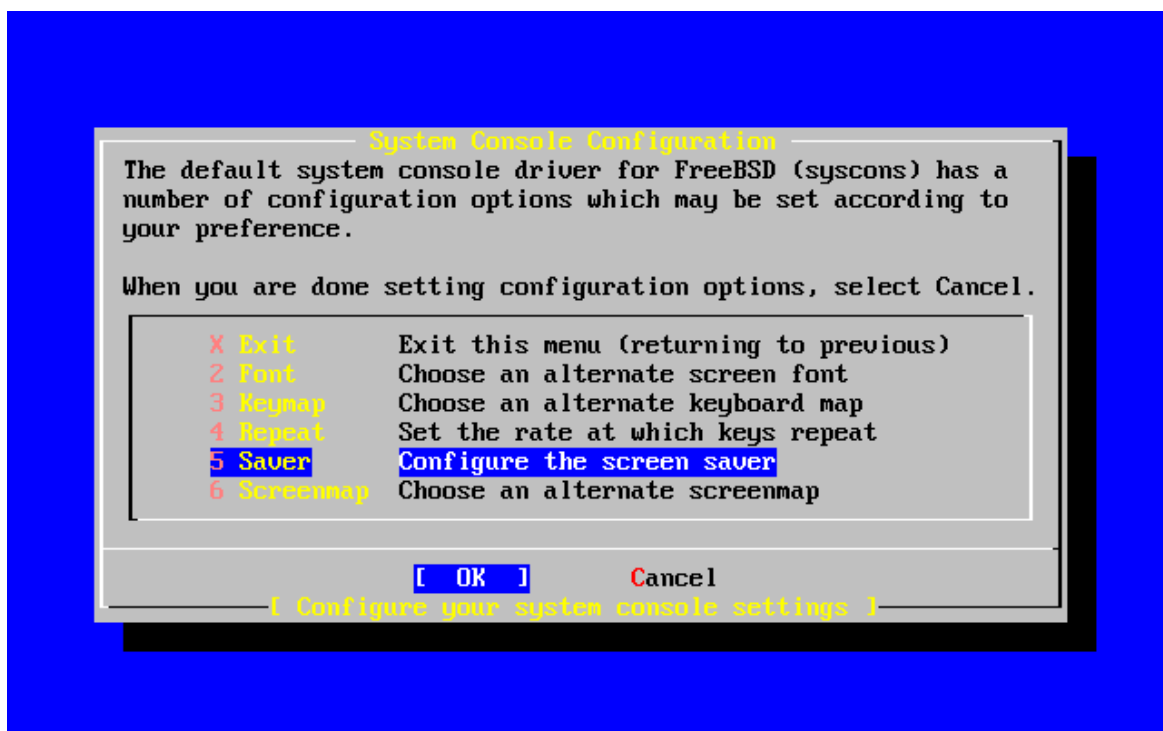 System Console Configuration
The default system console driver for FreeBSD (syscons) has a
number of configuration options which may be set according to
your preference.
When you are done setting configuration options, select Cancel.
X Exit Exit this menu (returning to previous)
2 Font Choose an alternate screen font
3 Keymap Choose an alternate keyboard map
4 Repeat Set the rate at which keys repeat
5 Saver Configure the screen saver
6 Screenmap Choose an alternate screenmap
[ OK ] Cancel
[ Configure your system console settings ]